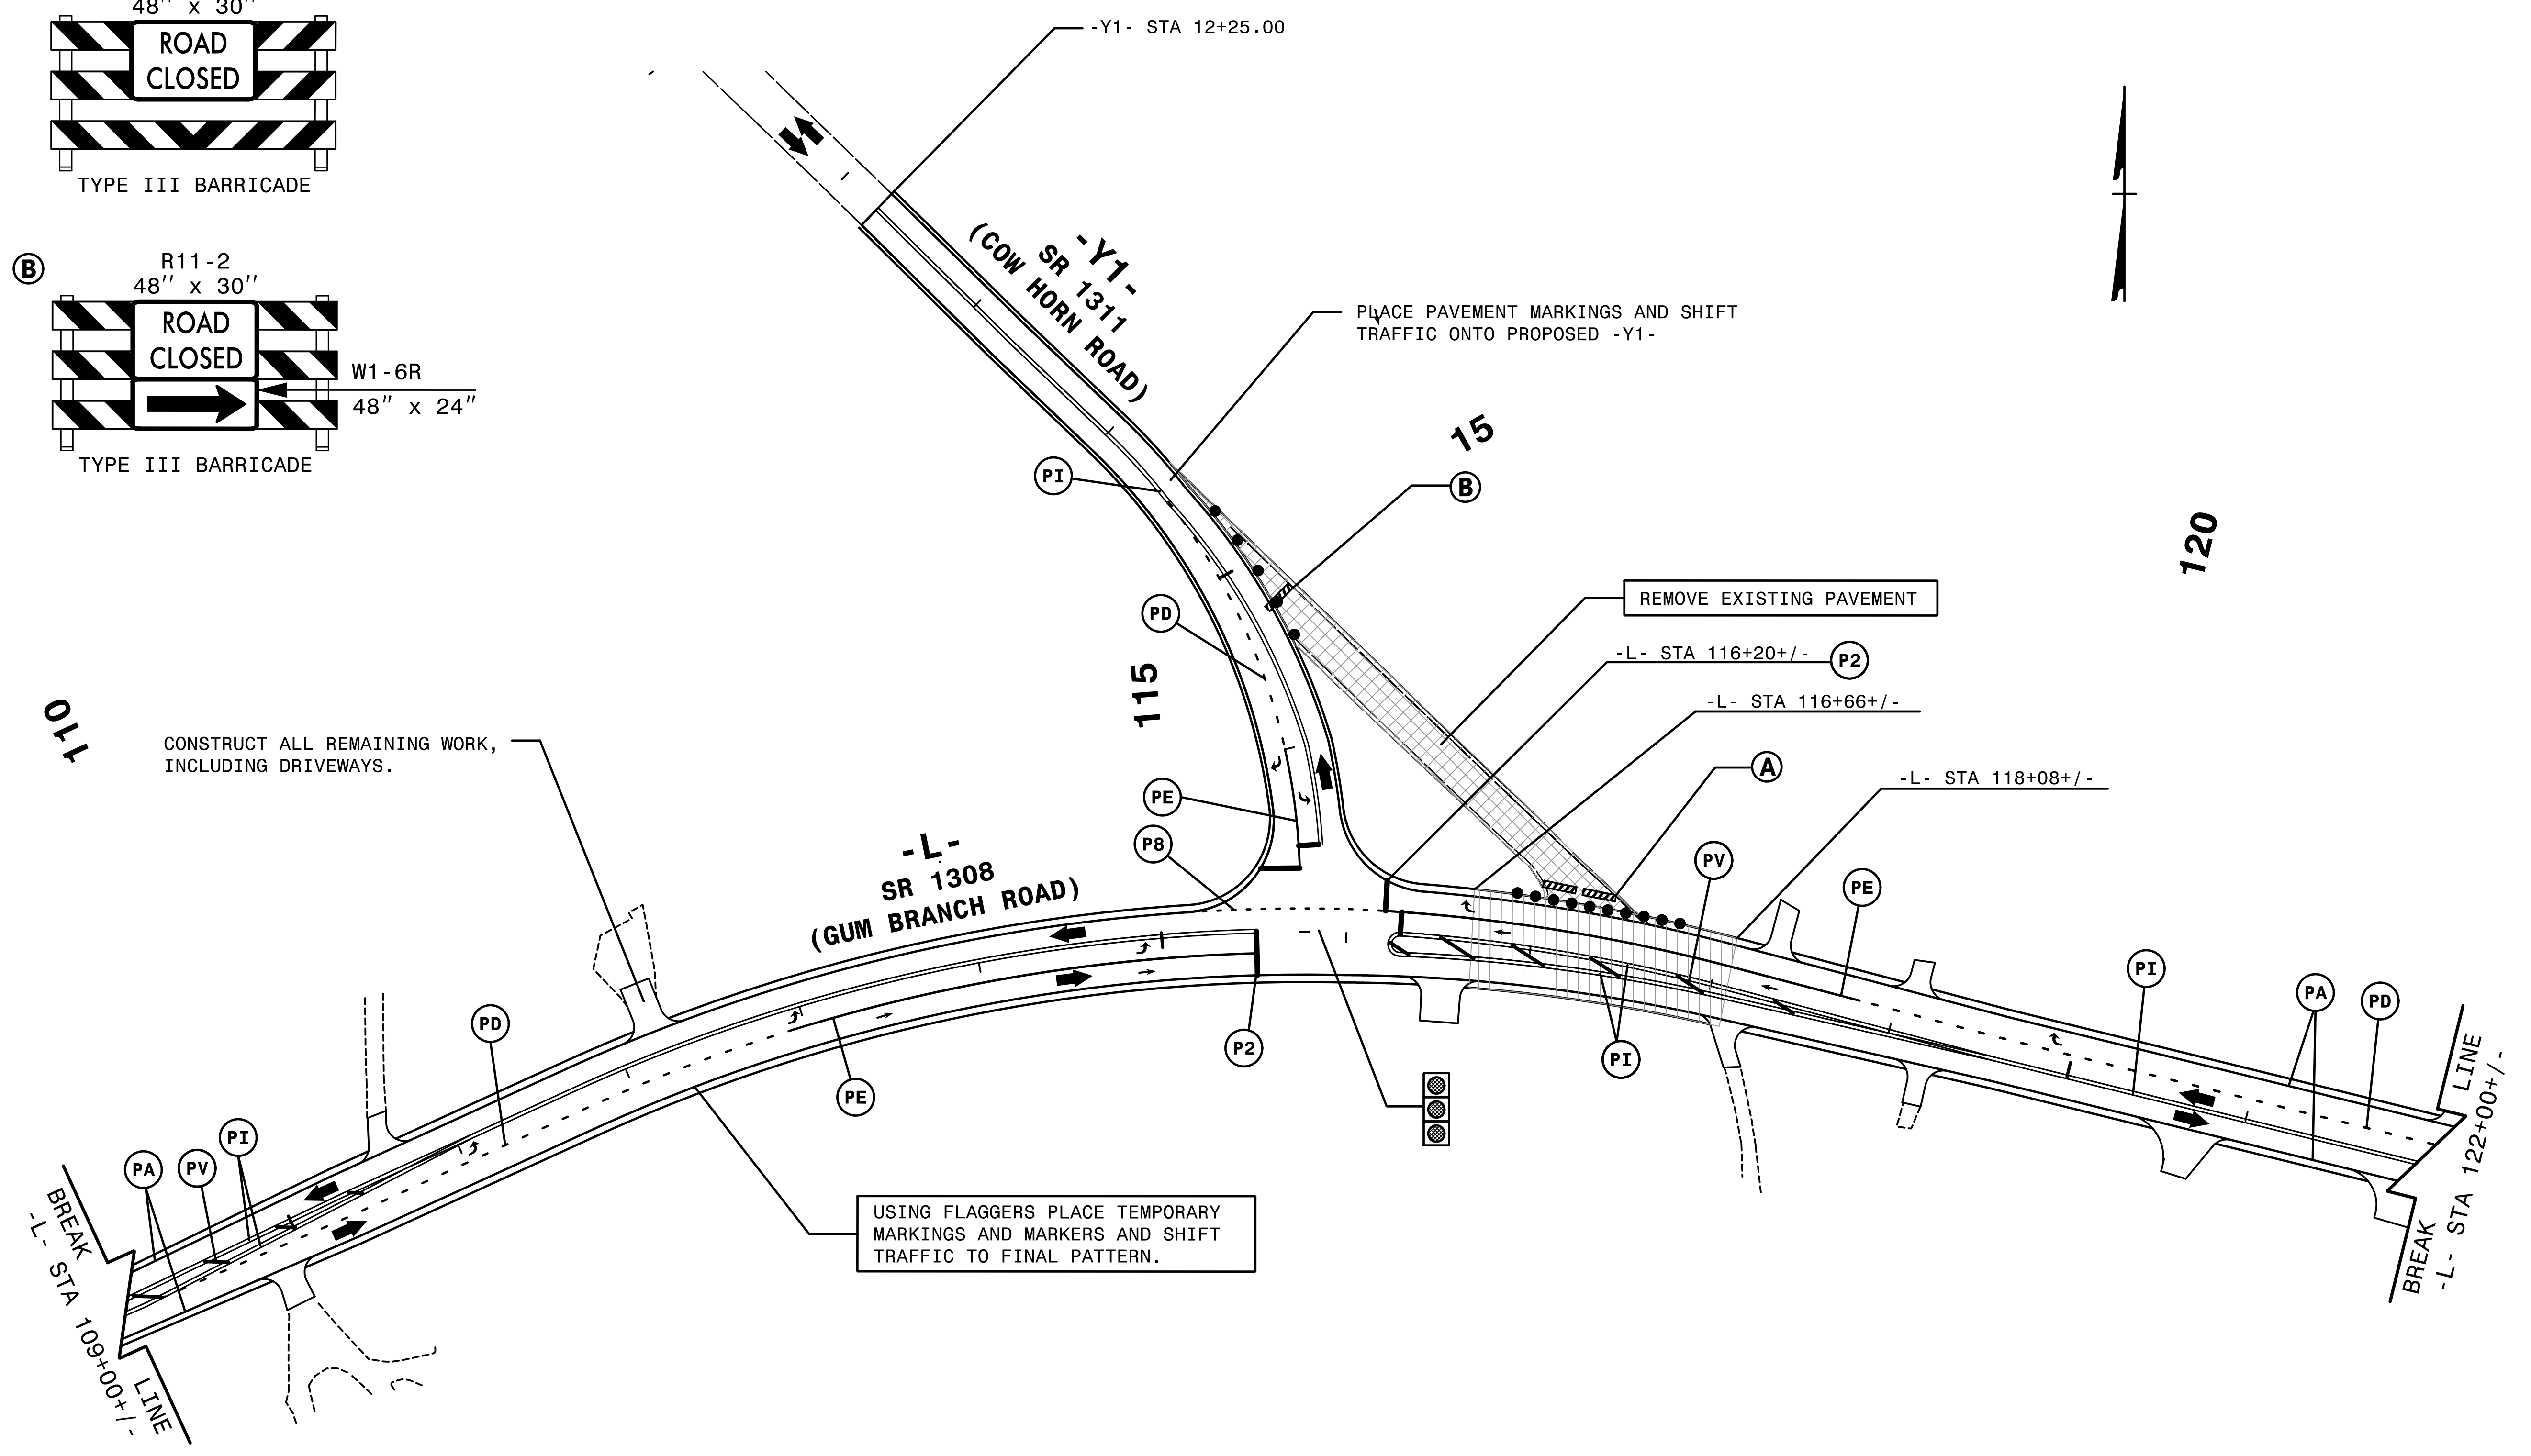 48" x 30"
ROAD
CLOSED
TYPE III BARRICADE
B
R11-2
48" x 30"
ROAD
CLOSED
W1-6R
48" x 24"
TYPE III BARRICADE
-Y1- STA 12+25.00
-Y1-
SR 1311
(COW HORN ROAD)
PLACE PAVEMENT MARKINGS AND SHIFT
TRAFFIC ONTO PROPOSED -Y1-
15
B
PI
120
REMOVE EXISTING PAVEMENT
PD
-L- STA 116+20+/- P2
115
-L- STA 116+66+/-
110
CONSTRUCT ALL REMAINING WORK,
INCLUDING DRIVEWAYS.
A
-L- STA 118+08+/-
PE
P8
-L-
SR 1308
(GUM BRANCH ROAD)
PV
PE
PI
PA
PD
PD
P2
PI
PE
PI
PV
PA
BREAK LINE
-L- STA 109+00+/-
USING FLAGGERS PLACE TEMPORARY
MARKINGS AND MARKERS AND SHIFT
TRAFFIC TO FINAL PATTERN.
BREAK LINE
-L- STA 122+00+/-